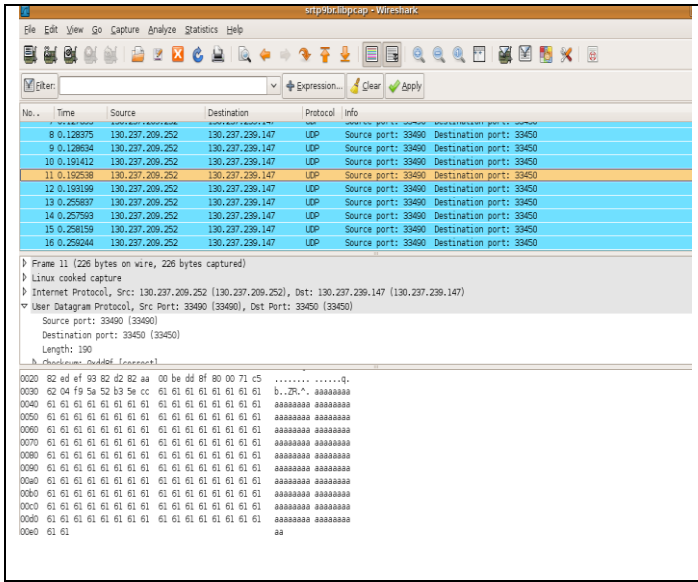 srtp9br.libpcap - Wireshark
File Edit View Go Capture Analyze Statistics Help
Filter: Expression... Clear Apply
No. . Time Source Destination Protocol Info
8 0.128375 130.237.209.252 130.237.239.147 UDP Source port: 33490 Destination port: 33450
9 0.128634 130.237.209.252 130.237.239.147 UDP Source port: 33490 Destination port: 33450
10 0.191412 130.237.209.252 130.237.239.147 UDP Source port: 33490 Destination port: 33450
11 0.192538 130.237.209.252 130.237.239.147 UDP Source port: 33490 Destination port: 33450
12 0.193199 130.237.209.252 130.237.239.147 UDP Source port: 33490 Destination port: 33450
13 0.255837 130.237.209.252 130.237.239.147 UDP Source port: 33490 Destination port: 33450
14 0.257593 130.237.209.252 130.237.239.147 UDP Source port: 33490 Destination port: 33450
15 0.258159 130.237.209.252 130.237.239.147 UDP Source port: 33490 Destination port: 33450
16 0.259244 130.237.209.252 130.237.239.147 UDP Source port: 33490 Destination port: 33450
Frame 11 (226 bytes on wire, 226 bytes captured)
Linux cooked capture
Internet Protocol, Src: 130.237.209.252 (130.237.209.252), Dst: 130.237.239.147 (130.237.239.147)
User Datagram Protocol, Src Port: 33490 (33490), Dst Port: 33450 (33450)
Source port: 33490 (33490)
Destination port: 33450 (33450)
Length: 190
Checksum: 0xdd8f [correct]
0020 82 ed ef 93 82 d2 82 aa 00 be dd 8f 80 00 71 c5 ........ ......q.
0030 62 04 f9 5a 52 b3 5e cc 61 61 61 61 61 61 61 61 b..ZR.^. aaaaaaaa
0040 61 61 61 61 61 61 61 61 61 61 61 61 61 61 61 61 aaaaaaaa aaaaaaaa
0050 61 61 61 61 61 61 61 61 61 61 61 61 61 61 61 61 aaaaaaaa aaaaaaaa
0060 61 61 61 61 61 61 61 61 61 61 61 61 61 61 61 61 aaaaaaaa aaaaaaaa
0070 61 61 61 61 61 61 61 61 61 61 61 61 61 61 61 61 aaaaaaaa aaaaaaaa
0080 61 61 61 61 61 61 61 61 61 61 61 61 61 61 61 61 aaaaaaaa aaaaaaaa
0090 61 61 61 61 61 61 61 61 61 61 61 61 61 61 61 61 aaaaaaaa aaaaaaaa
00a0 61 61 61 61 61 61 61 61 61 61 61 61 61 61 61 61 aaaaaaaa aaaaaaaa
00b0 61 61 61 61 61 61 61 61 61 61 61 61 61 61 61 61 aaaaaaaa aaaaaaaa
00c0 61 61 61 61 61 61 61 61 61 61 61 61 61 61 61 61 aaaaaaaa aaaaaaaa
00d0 61 61 61 61 61 61 61 61 61 61 61 61 61 61 61 61 aaaaaaaa aaaaaaaa
00e0 61 61 aa